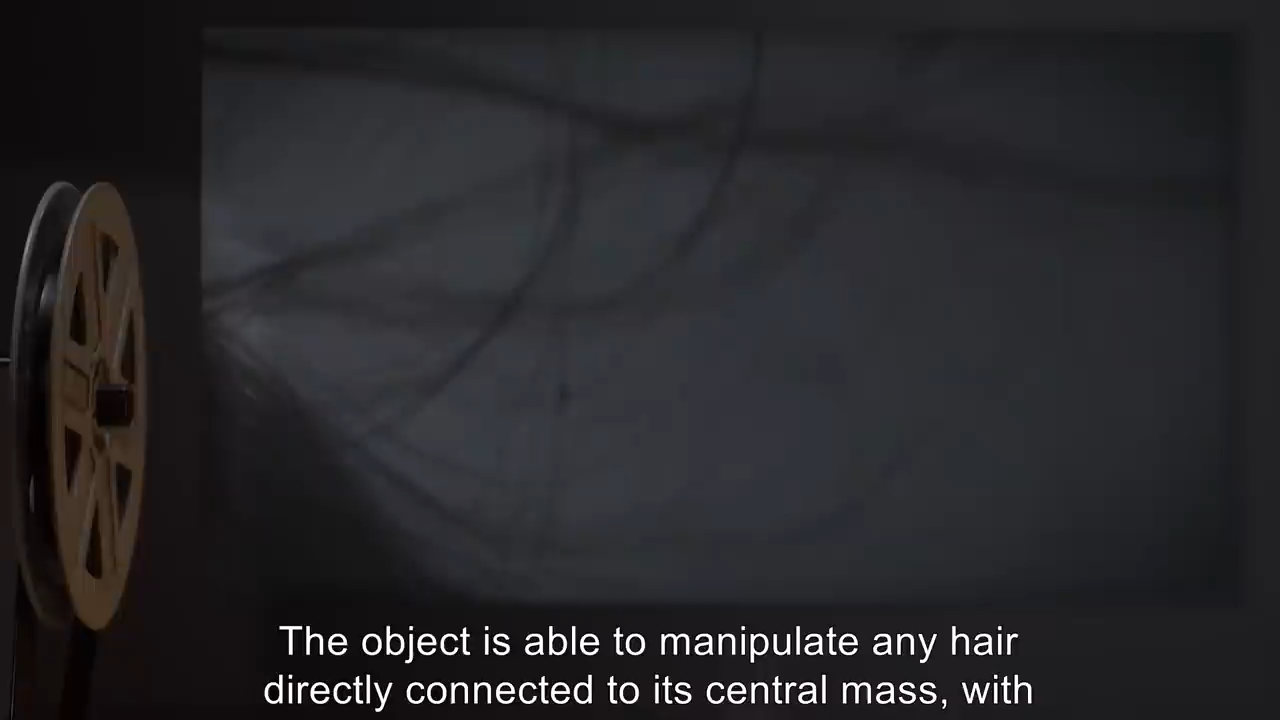 The object is able to manipulate any hair
directly connected to its central mass, with